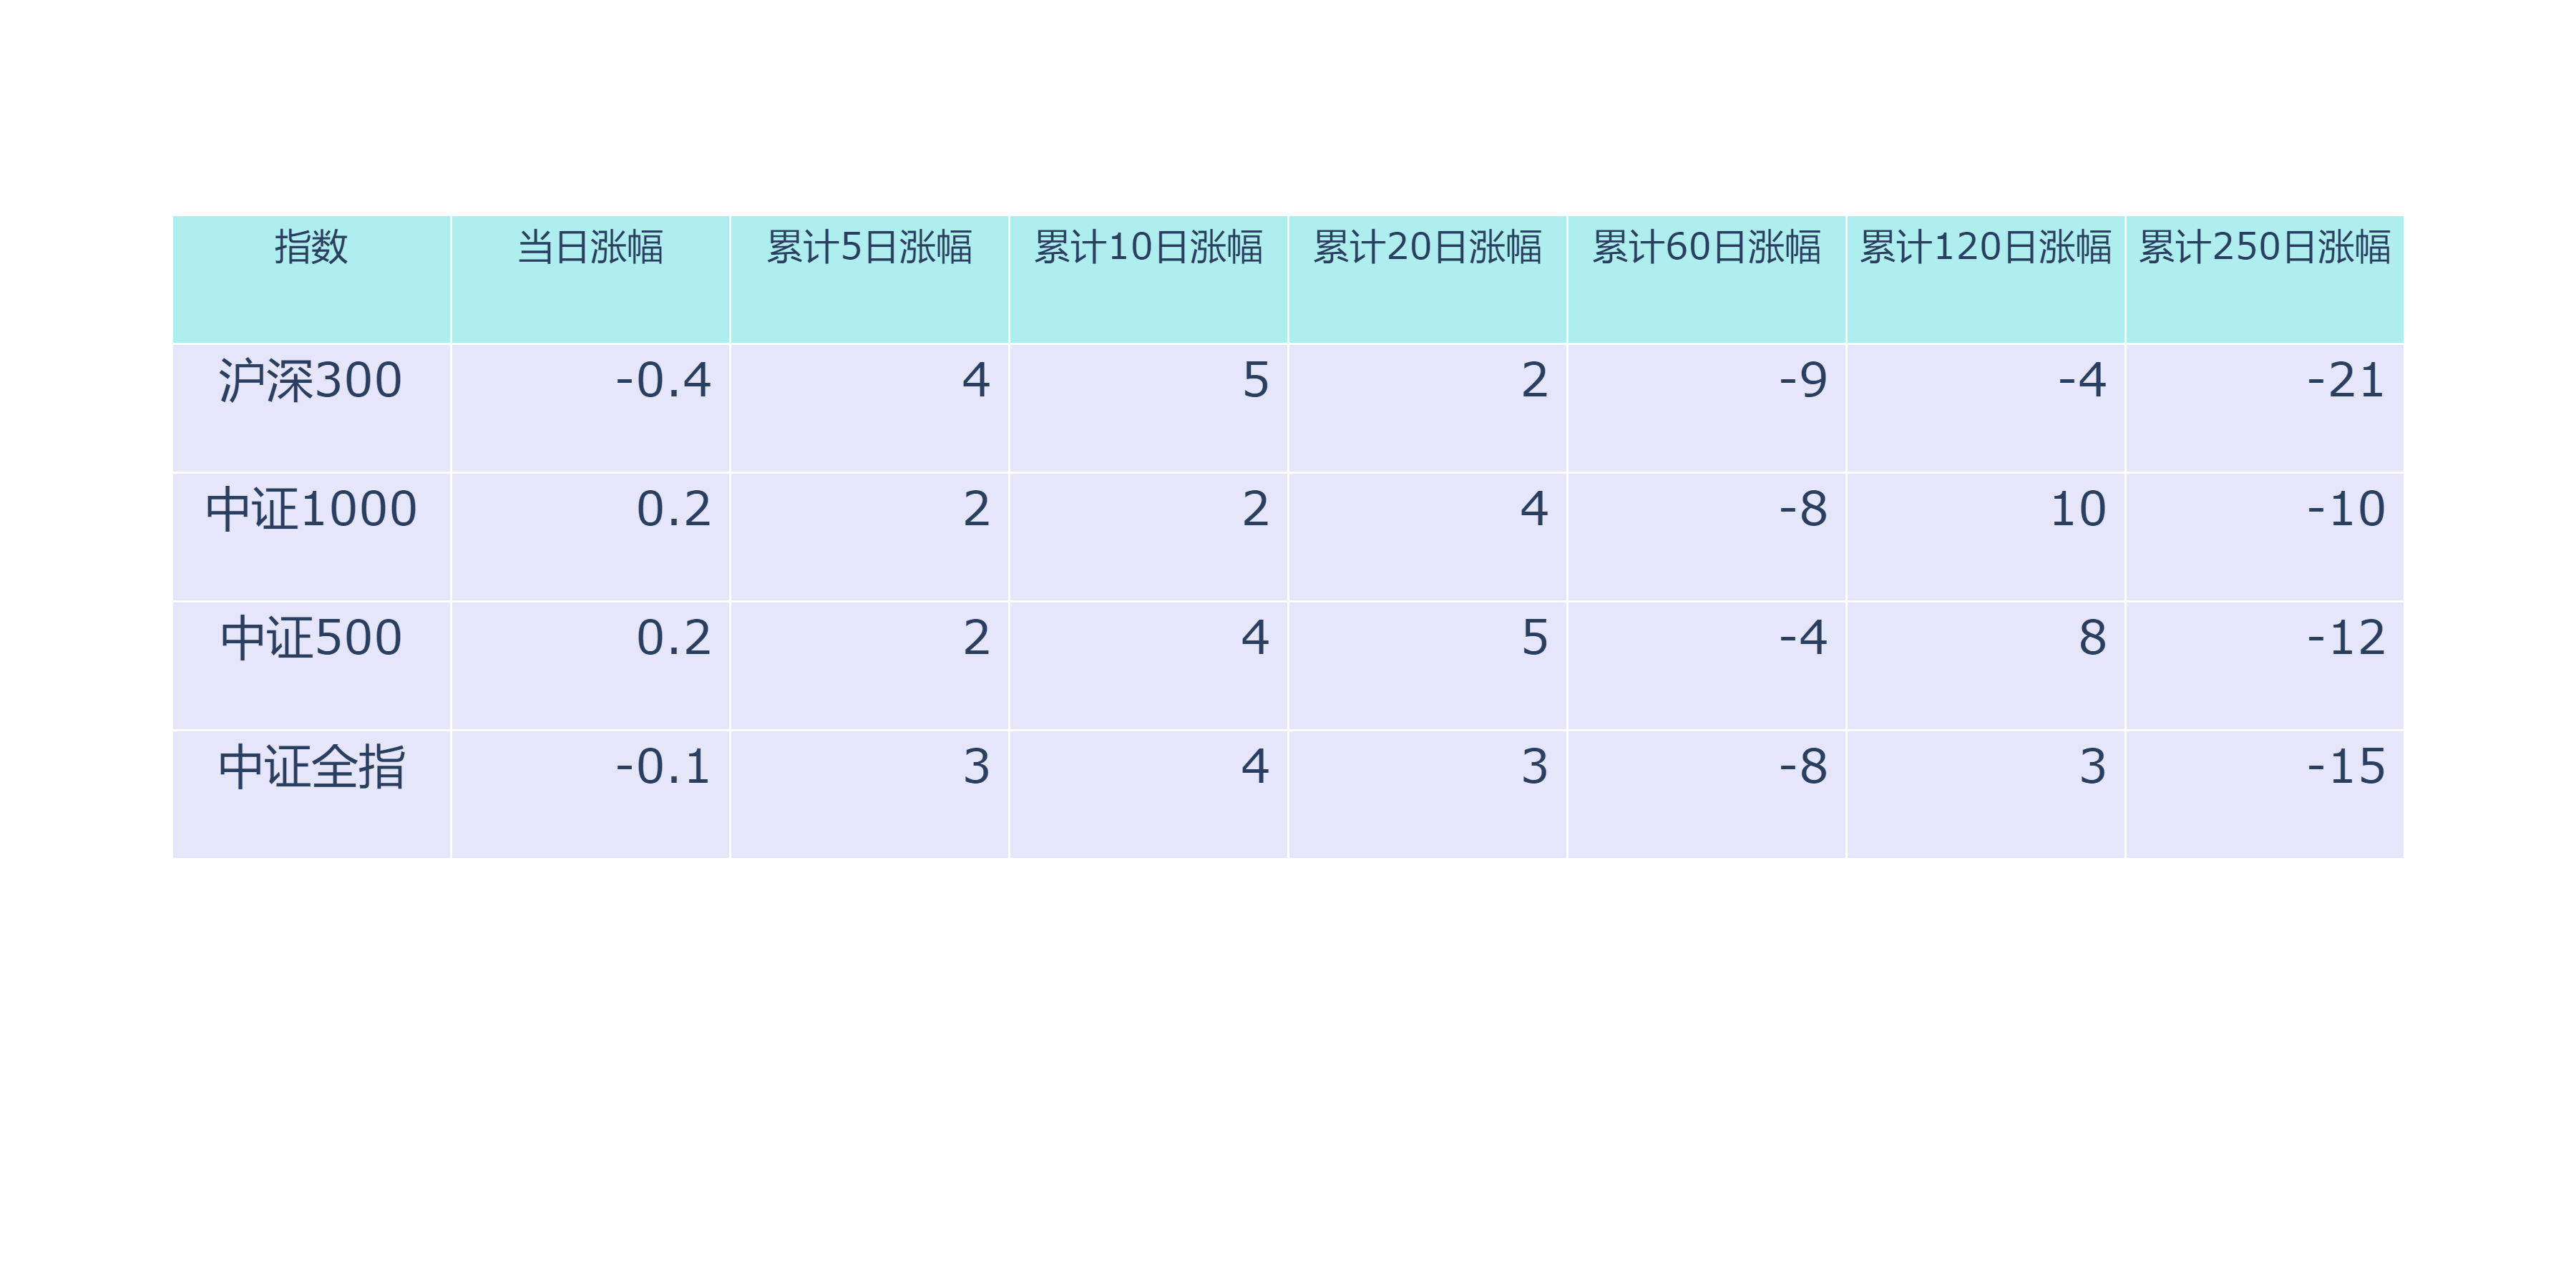 指数 当日涨幅 累计5日涨幅 累计10日涨幅 累计20日涨幅 累计60日涨幅 累计120日涨幅 累计250日涨幅
沪深300 -0.4 4 5 2 -9 -4 -21
中证1000 0.2 2 2 4 -8 10 -10
中证500 0.2 2 4 5 -4 8 -12
中证全指 -0.1 3 4 3 -8 3 -15